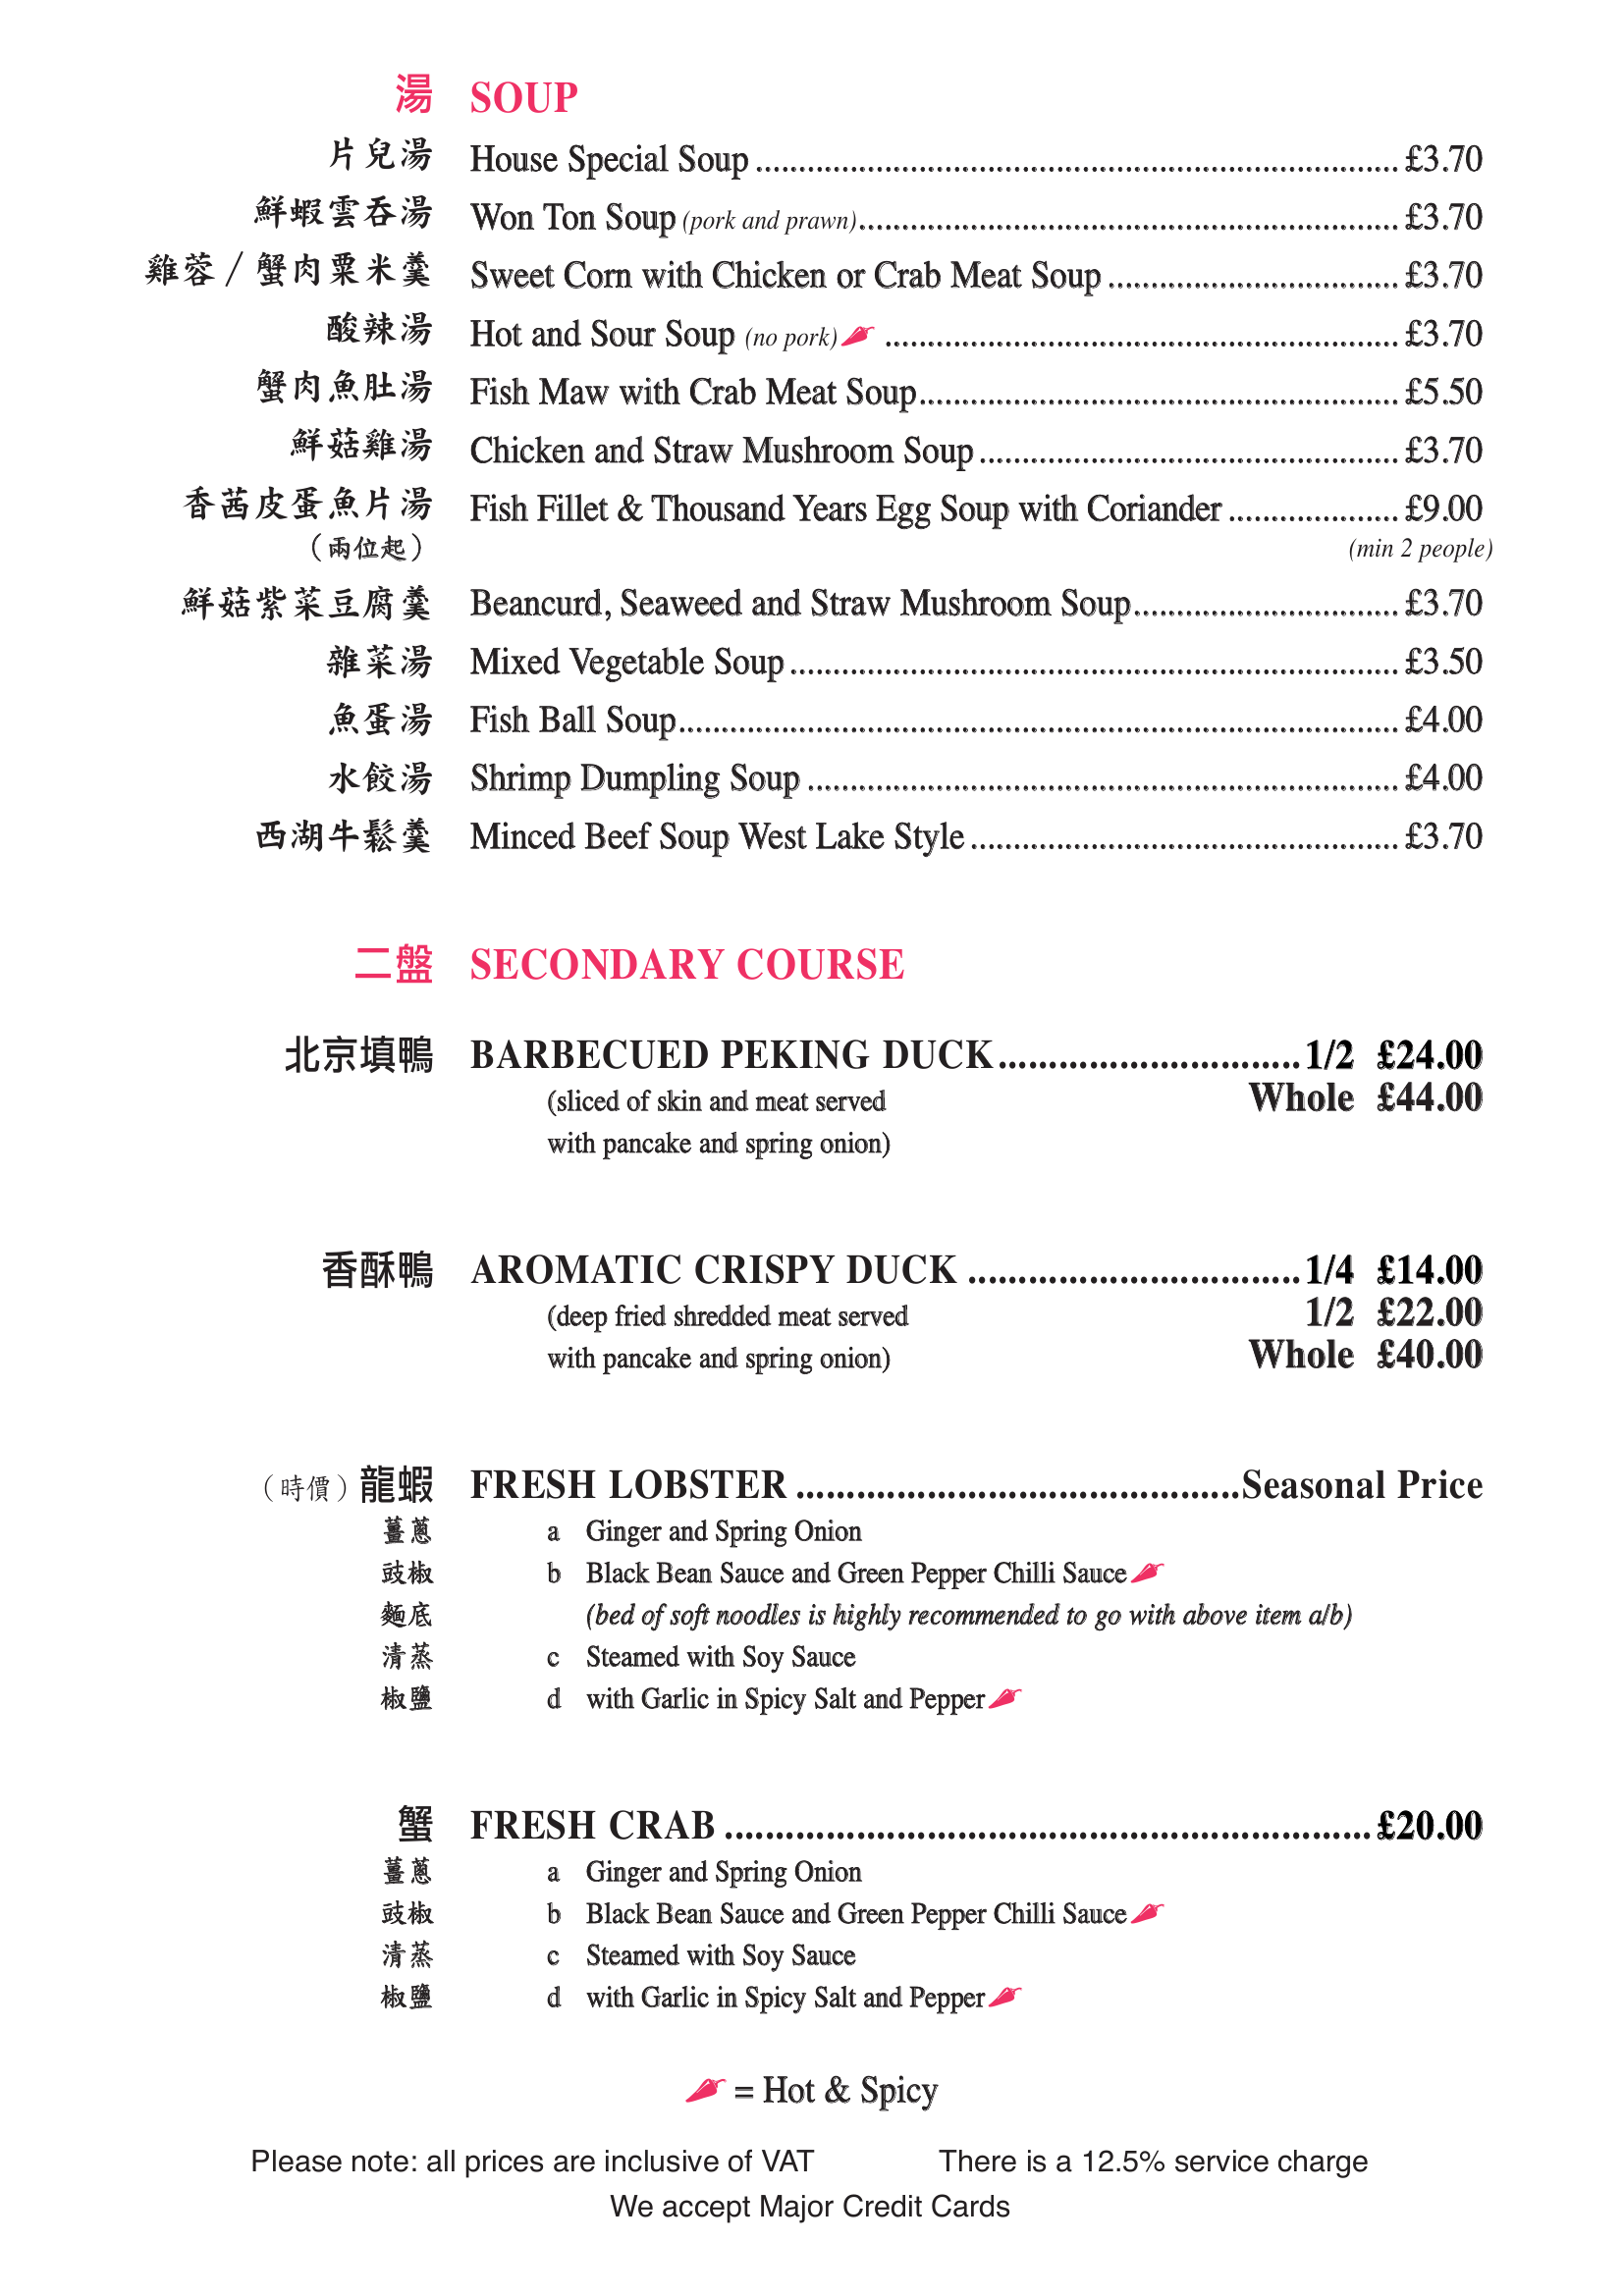 湯 SOUP
片兒湯 House Special Soup £3.70
鮮蝦雲吞湯 Won Ton Soup (pork and prawn) £3.70
雞蓉 / 蟹肉粟米羹 Sweet Corn with Chicken or Crab Meat Soup £3.70
酸辣湯 Hot and Sour Soup (no pork) £3.70
蟹肉魚肚湯 Fish Maw with Crab Meat Soup £5.50
鮮菇雞湯 Chicken and Straw Mushroom Soup £3.70
香茜皮蛋魚片湯 Fish Fillet & Thousand Years Egg Soup with Coriander £9.00
（兩位起） (min 2 people)
鮮菇紫菜豆腐羹 Beancurd, Seaweed and Straw Mushroom Soup £3.70
雜菜湯 Mixed Vegetable Soup £3.50
魚蛋湯 Fish Ball Soup £4.00
水餃湯 Shrimp Dumpling Soup £4.00
西湖牛鬆羹 Minced Beef Soup West Lake Style £3.70
二盤 SECONDARY COURSE
北京填鴨 BARBECUED PEKING DUCK 1/2 £24.00
(sliced of skin and meat served Whole £44.00
with pancake and spring onion)
香酥鴨 AROMATIC CRISPY DUCK 1/4 £14.00
(deep fried shredded meat served 1/2 £22.00
with pancake and spring onion) Whole £40.00
（時價）龍蝦 FRESH LOBSTER Seasonal Price
薑蔥 a Ginger and Spring Onion
豉椒 b Black Bean Sauce and Green Pepper Chilli Sauce
麵底 (bed of soft noodles is highly recommended to go with above item a/b)
清蒸 c Steamed with Soy Sauce
椒鹽 d with Garlic in Spicy Salt and Pepper
蟹 FRESH CRAB £20.00
薑蔥 a Ginger and Spring Onion
豉椒 b Black Bean Sauce and Green Pepper Chilli Sauce
清蒸 c Steamed with Soy Sauce
椒鹽 d with Garlic in Spicy Salt and Pepper
= Hot & Spicy
Please note: all prices are inclusive of VAT There is a 12.5% service charge
We accept Major Credit Cards